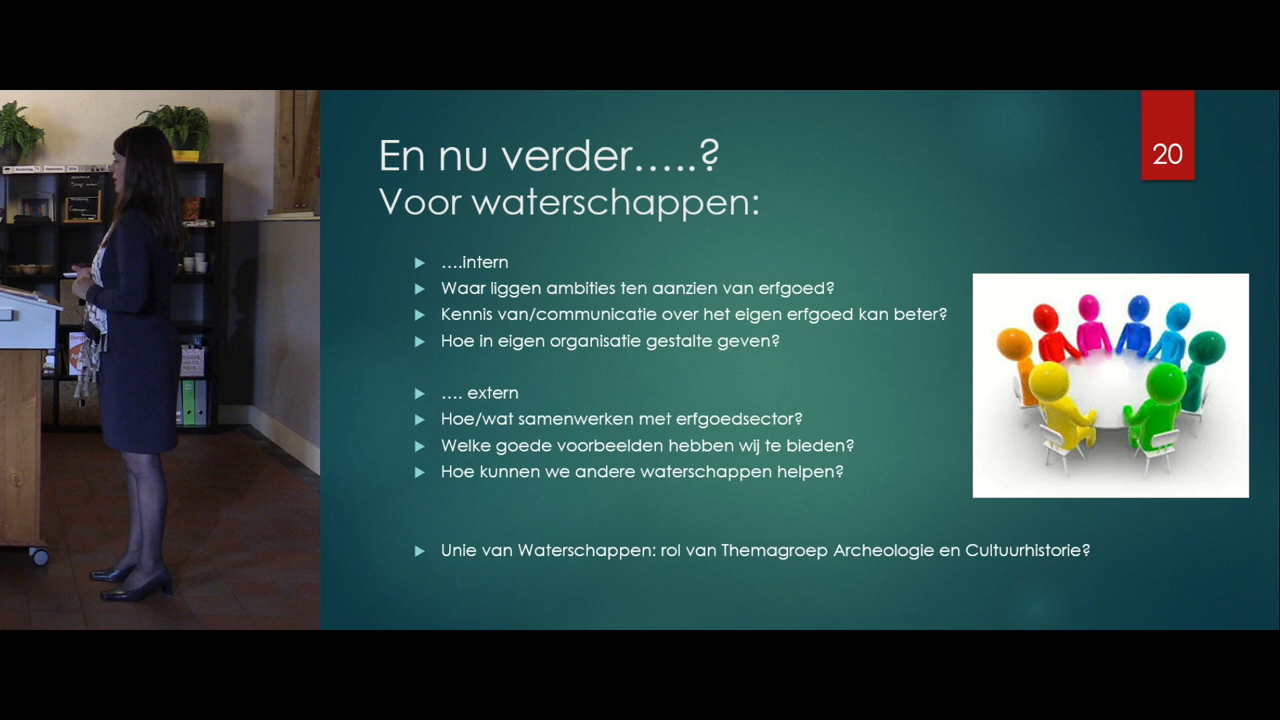 En nu verder.....?
Voor waterschappen:
20
....intern
Waar liggen ambities ten aanzien van erfgoed?
Kennis van/communicatie over het eigen erfgoed kan beter?
Hoe in eigen organisatie gestalte geven?
.... extern
Hoe/wat samenwerken met erfgoedsector?
Welke goede voorbeelden hebben wij te bieden?
Hoe kunnen we andere waterschappen helpen?
Unie van Waterschappen: rol van Themagroep Archeologie en Cultuurhistorie?